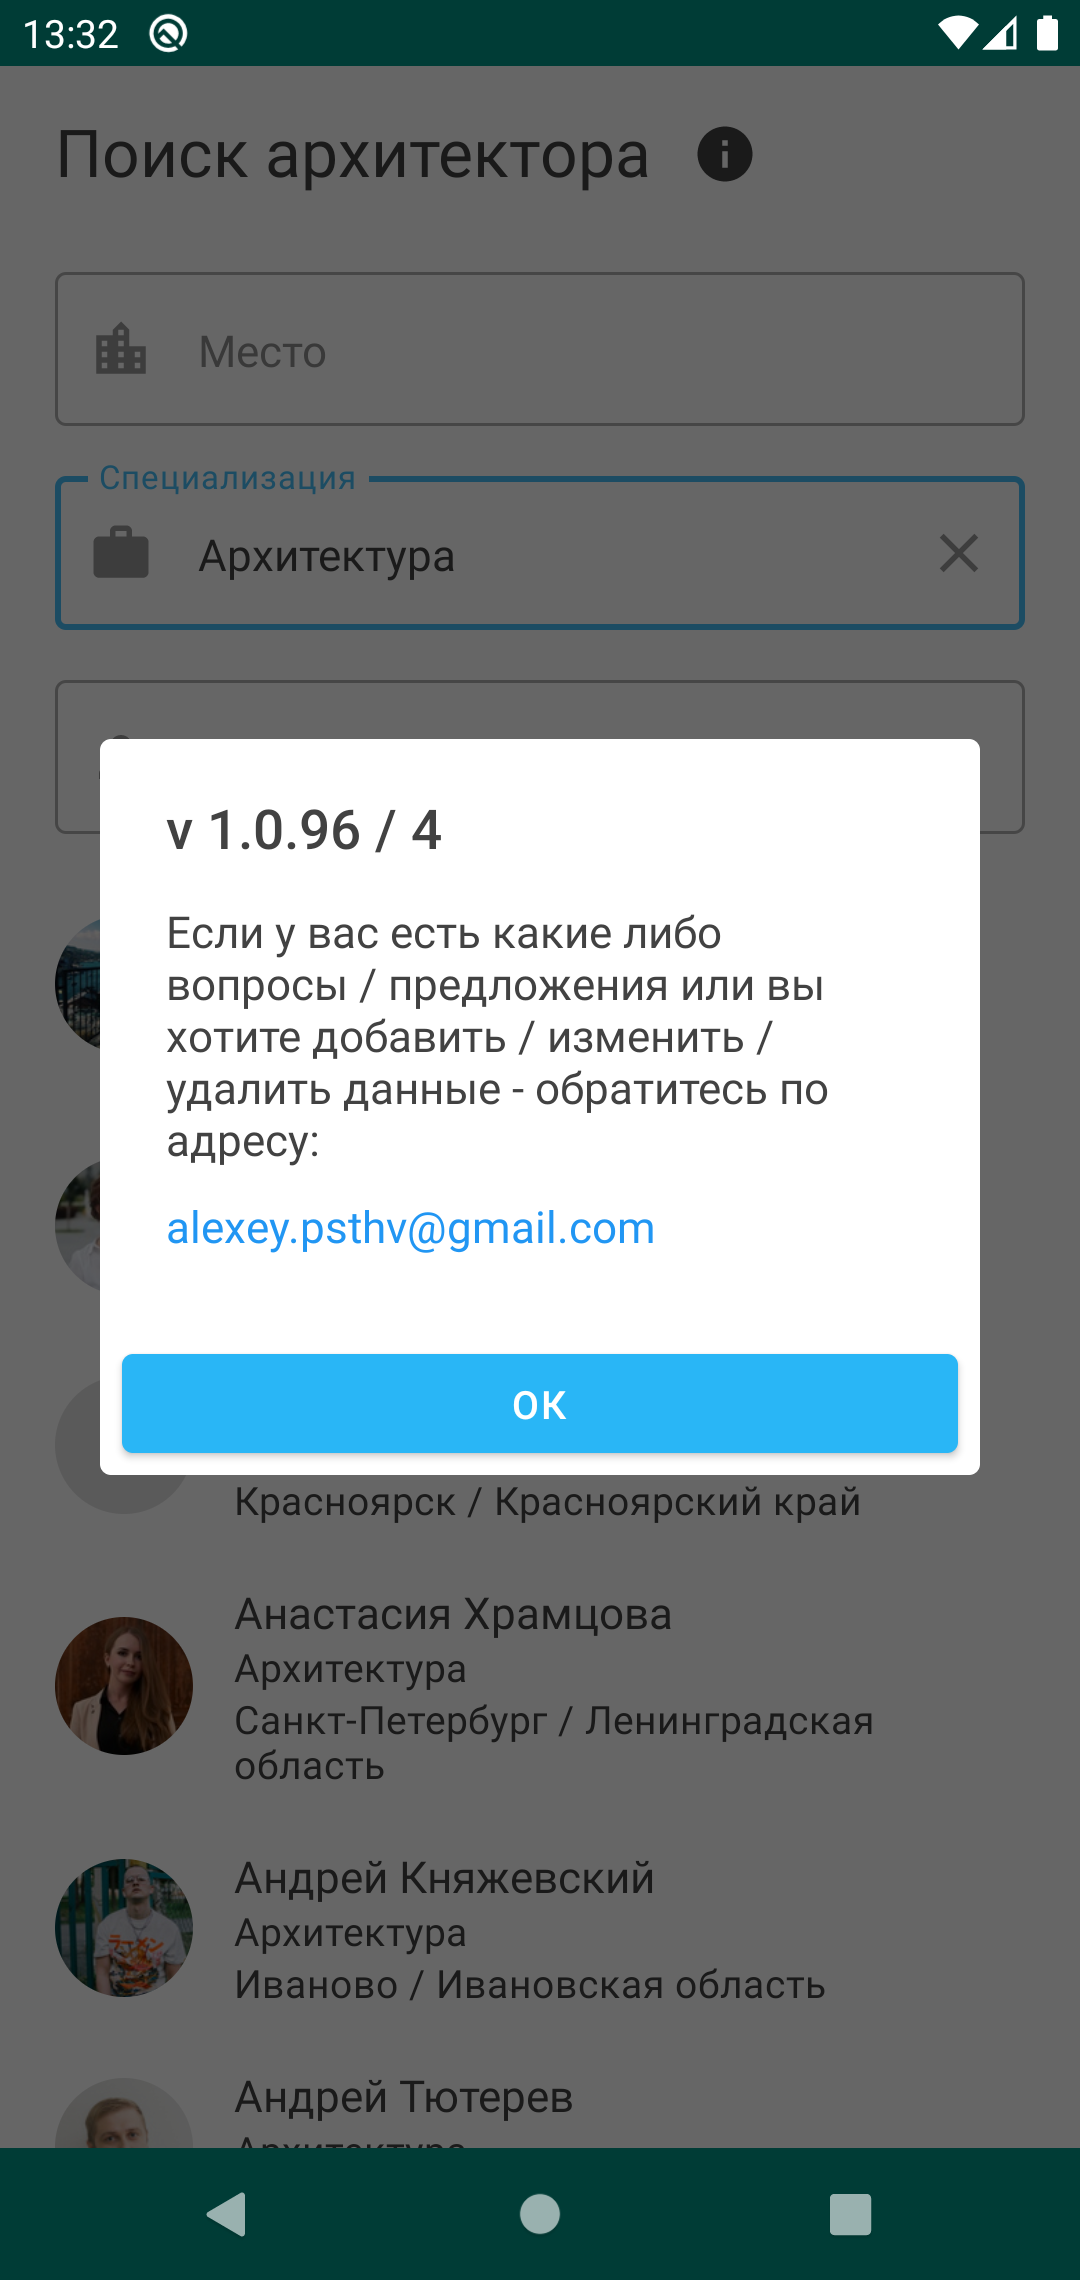 13:32
Поиск архитектора
Место
Специализация
Архитектура
v 1.0.96 / 4
Если у вас есть какие либо
вопросы / предложения или вы
хотите добавить / изменить /
удалить данные - обратитесь по
адресу:
alexey.psthv@gmail.com
ОК
Красноярск / Красноярский край
Анастасия Храмцова
Архитектура
Санкт-Петербург / Ленинградская
область
Андрей Княжевский
Архитектура
Иваново / Ивановская область
Андрей Тютерев
Архитектура